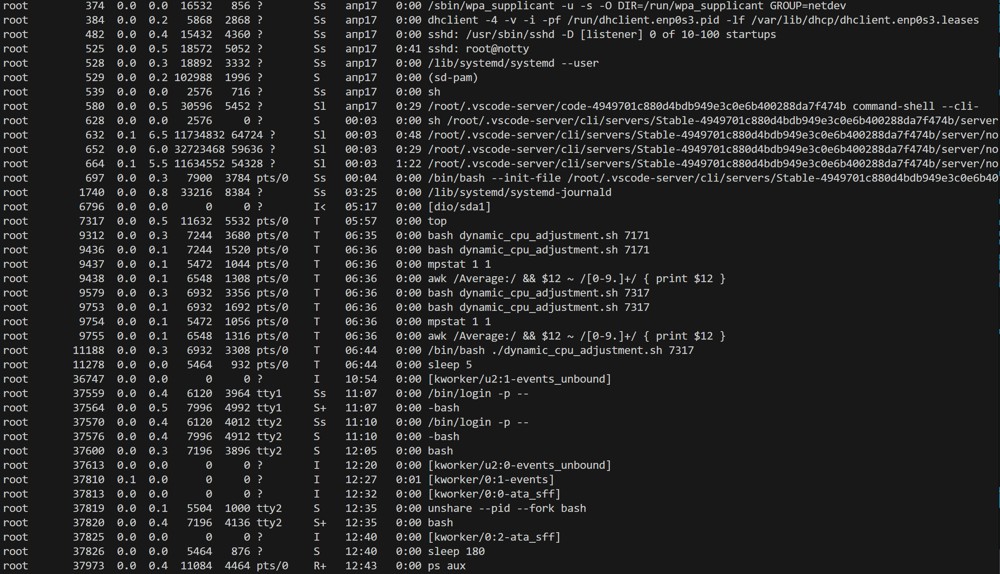 root         374  0.0  0.0  16532   856 ?        Ss   апр17   0:00 /sbin/wpa_supplicant -u -s -O DIR=/run/wpa_supplicant GROUP=netdev
root         384  0.0  0.2   5868  2868 ?        Ss   апр17   0:00 dhclient -4 -v -i -pf /run/dhclient.enp0s3.pid -lf /var/lib/dhcp/dhclient.enp0s3.leases
root         482  0.0  0.4  15432  4360 ?        Ss   апр17   0:00 sshd: /usr/sbin/sshd -D [listener] 0 of 10-100 startups
root         525  0.0  0.5  18572  5052 ?        Ss   апр17   0:41 sshd: root@notty
root         528  0.0  0.3  18892  3332 ?        Ss   апр17   0:00 /lib/systemd/systemd --user
root         529  0.0  0.2 102988  1996 ?        S    апр17   0:00 (sd-pam)
root         539  0.0  0.0   2576   716 ?        Ss   апр17   0:00 sh
root         580  0.0  0.5  30596  5452 ?        Sl   апр17   0:29 /root/.vscode-server/code-4949701c880d4bdb949e3c0e6b400288da7f474b command-shell --cli-
root         628  0.0  0.0   2576     0 ?        S    00:03   0:00 sh /root/.vscode-server/cli/servers/Stable-4949701c880d4bdb949e3c0e6b400288da7f474b/server
root         632  0.1  6.5 11734832 64724 ?      Sl   00:03   0:48 /root/.vscode-server/cli/servers/Stable-4949701c880d4bdb949e3c0e6b400288da7f474b/server/no
root         652  0.0  6.0 32723468 59636 ?      Sl   00:03   0:29 /root/.vscode-server/cli/servers/Stable-4949701c880d4bdb949e3c0e6b400288da7f474b/server/no
root         664  0.1  5.5 11634552 54328 ?      Sl   00:03   1:22 /root/.vscode-server/cli/servers/Stable-4949701c880d4bdb949e3c0e6b400288da7f474b/server/no
root         697  0.0  0.3   7900  3784 pts/0    Ss   00:04   0:00 /bin/bash --init-file /root/.vscode-server/cli/servers/Stable-4949701c880d4bdb949e3c0e6b40
root        1740  0.0  0.8  33216  8384 ?        Ss   03:25   0:00 /lib/systemd/systemd-journald
root        6796  0.0  0.0      0     0 ?        I<   05:17   0:00 [dio/sda1]
root        7317  0.0  0.5  11632  5532 pts/0    T    05:57   0:00 top
root        9312  0.0  0.3   7244  3680 pts/0    T    06:35   0:00 bash dynamic_cpu_adjustment.sh 7171
root        9436  0.0  0.1   7244  1520 pts/0    T    06:36   0:00 bash dynamic_cpu_adjustment.sh 7171
root        9437  0.0  0.1   5472  1044 pts/0    T    06:36   0:00 mpstat 1 1
root        9438  0.0  0.1   6548  1308 pts/0    T    06:36   0:00 awk /Average:/ && $12 ~ /[0-9.]+/ { print $12 }
root        9579  0.0  0.3   6932  3356 pts/0    T    06:36   0:00 bash dynamic_cpu_adjustment.sh 7317
root        9753  0.0  0.1   6932  1692 pts/0    T    06:36   0:00 bash dynamic_cpu_adjustment.sh 7317
root        9754  0.0  0.1   5472  1056 pts/0    T    06:36   0:00 mpstat 1 1
root        9755  0.0  0.1   6548  1316 pts/0    T    06:36   0:00 awk /Average:/ && $12 ~ /[0-9.]+/ { print $12 }
root       11188  0.0  0.3   6932  3308 pts/0    T    06:44   0:00 /bin/bash ./dynamic_cpu_adjustment.sh 7317
root       11278  0.0  0.0   5464   932 pts/0    T    06:44   0:00 sleep 5
root       36747  0.0  0.0      0     0 ?        I    10:54   0:00 [kworker/u2:1-events_unbound]
root       37559  0.0  0.4   6120  3964 tty1     Ss   11:07   0:00 /bin/login -p --
root       37564  0.0  0.5   7996  4992 tty1     S+   11:07   0:00 -bash
root       37570  0.0  0.4   6120  4012 tty2     Ss   11:10   0:00 /bin/login -p --
root       37576  0.0  0.4   7996  4912 tty2     S    11:10   0:00 -bash
root       37600  0.0  0.3   7196  3896 tty2     S    12:05   0:00 bash
root       37613  0.0  0.0      0     0 ?        I    12:20   0:00 [kworker/u2:0-events_unbound]
root       37810  0.1  0.0      0     0 ?        I    12:27   0:01 [kworker/0:1-events]
root       37813  0.0  0.0      0     0 ?        I    12:32   0:00 [kworker/0:0-ata_sff]
root       37819  0.0  0.1   5504  1000 tty2     S    12:35   0:00 unshare --pid --fork bash
root       37820  0.0  0.4   7196  4136 tty2     S+   12:35   0:00 bash
root       37825  0.0  0.0      0     0 ?        I    12:40   0:00 [kworker/0:2-ata_sff]
root       37826  0.0  0.0   5464   876 ?        S    12:40   0:00 sleep 180
root       37973  0.0  0.4  11084  4464 pts/0    R+   12:43   0:00 ps aux